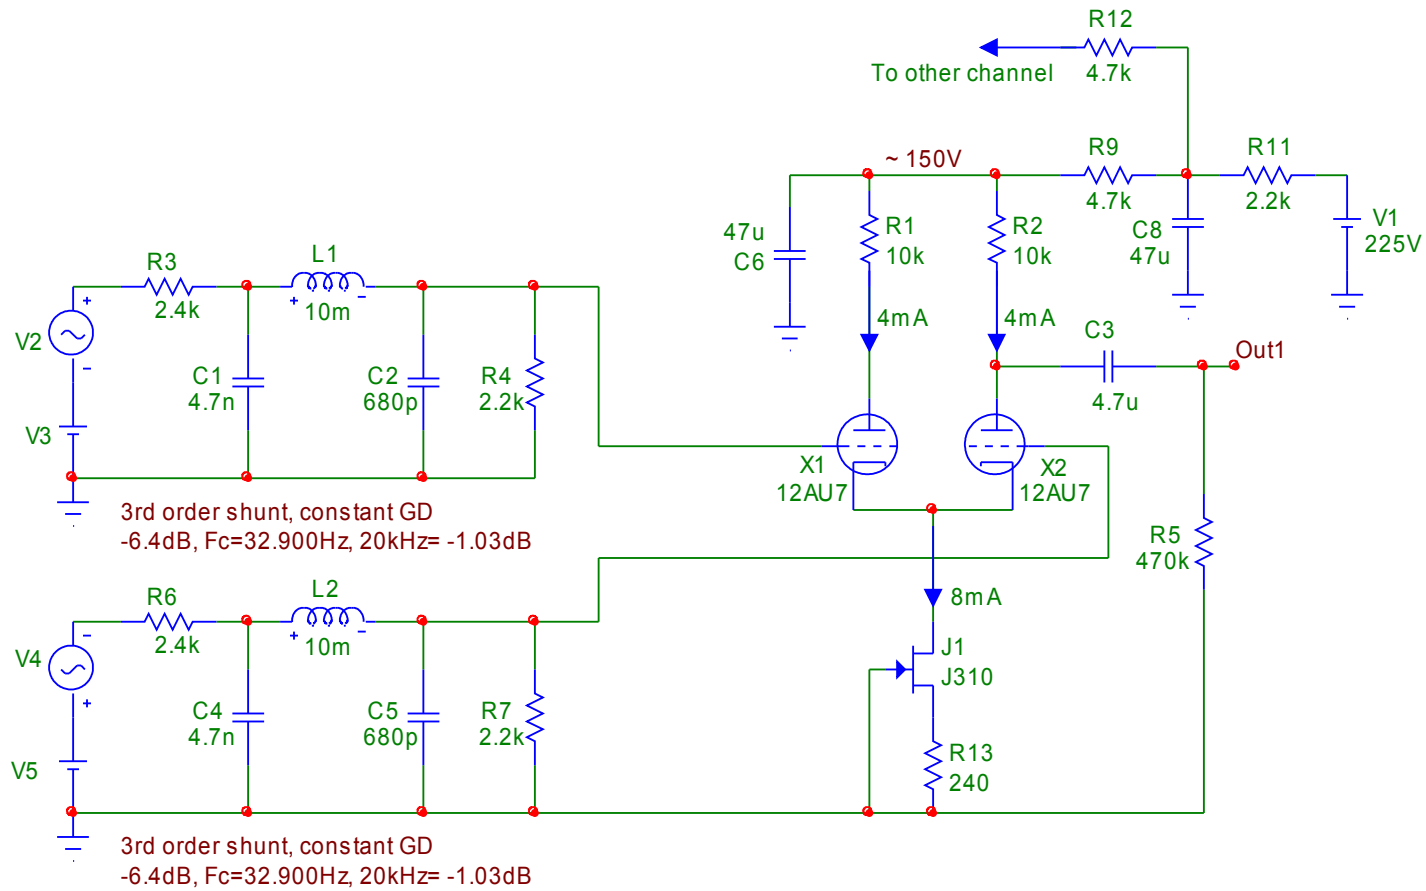 R12
4.7k
To other channel
~ 150V
R9
4.7k
R11
2.2k
V1
225V
47u
C6
R1
10k
R2
10k
C8
47u
4mA
4mA
C3
4.7u
Out1
R3
2.4k
L1
+ -
10m
+
V2
-
V3
C1
4.7n
C2
680p
R4
2.2k
X1
12AU7
X2
12AU7
3rd order shunt, constant GD
-6.4dB, Fc=32.900Hz, 20kHz= -1.03dB
R5
470k
8mA
R6
2.4k
L2
+ -
10m
-
V4
+
V5
C4
4.7n
C5
680p
R7
2.2k
J1
J310
R13
240
3rd order shunt, constant GD
-6.4dB, Fc=32.900Hz, 20kHz= -1.03dB